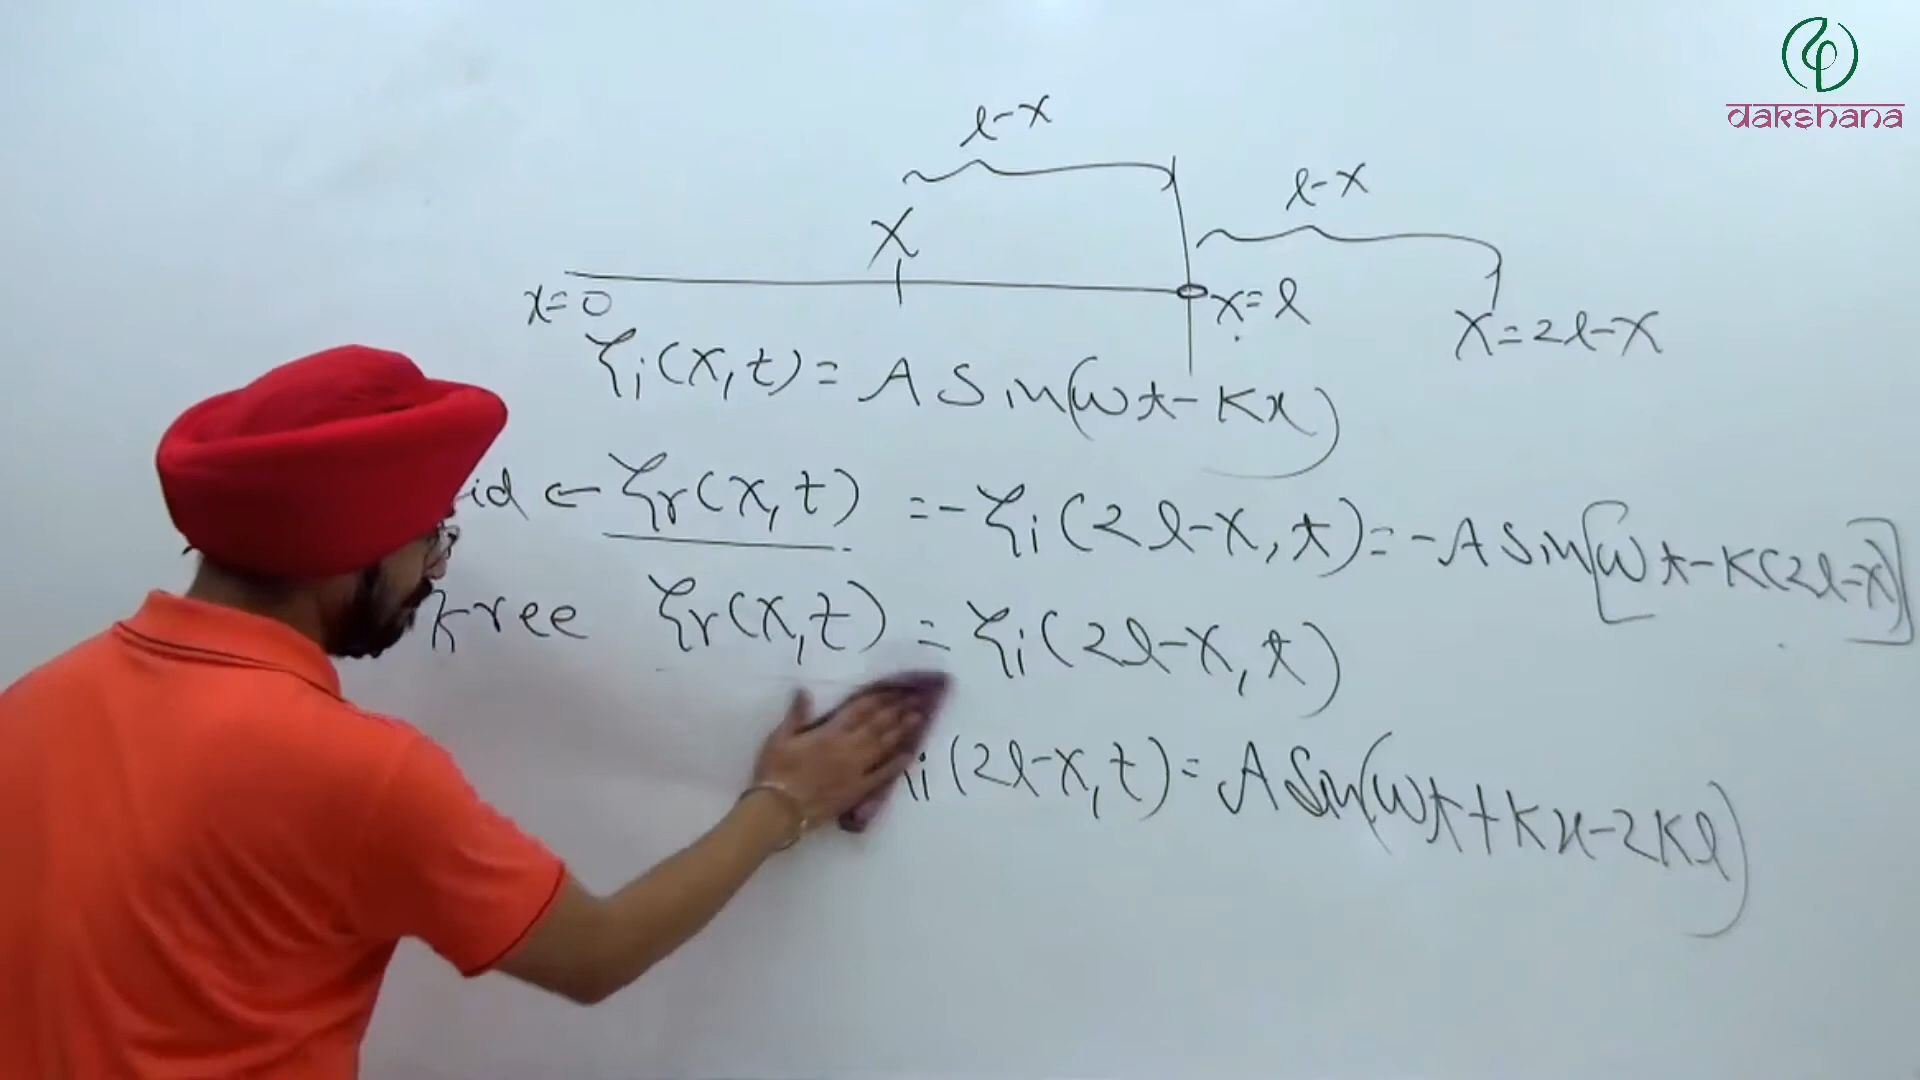 dakshana
l-x
l-x
x
x=0
x=l
x=2l-x
ξi(x,t)= A Sin(ωt-Kx)
id ← ξr(x,t) =-ξi(2l-x,t)=-A Sin[ωt-K(2l-x)]
free ξr(x,t) = ξi(2l-x,t)
i(2l-x,t)= A Sin(ωt+Kx-2Kl)